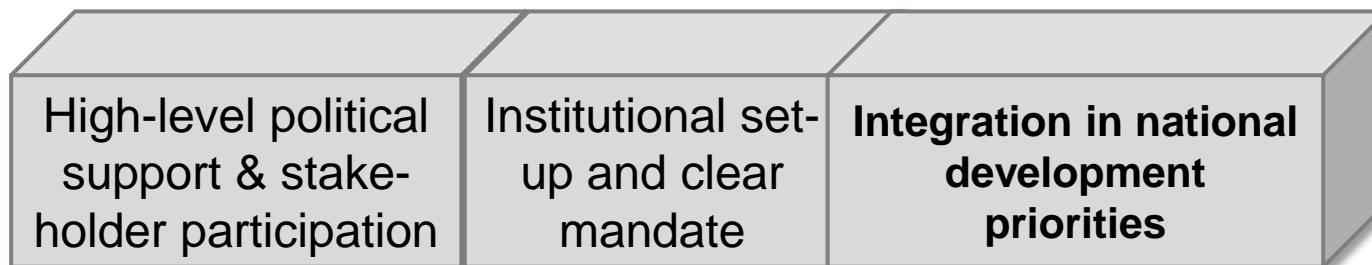 High-level political
support & stake-
holder participation
Institutional set-
up and clear
mandate
Integration in national
development
priorities